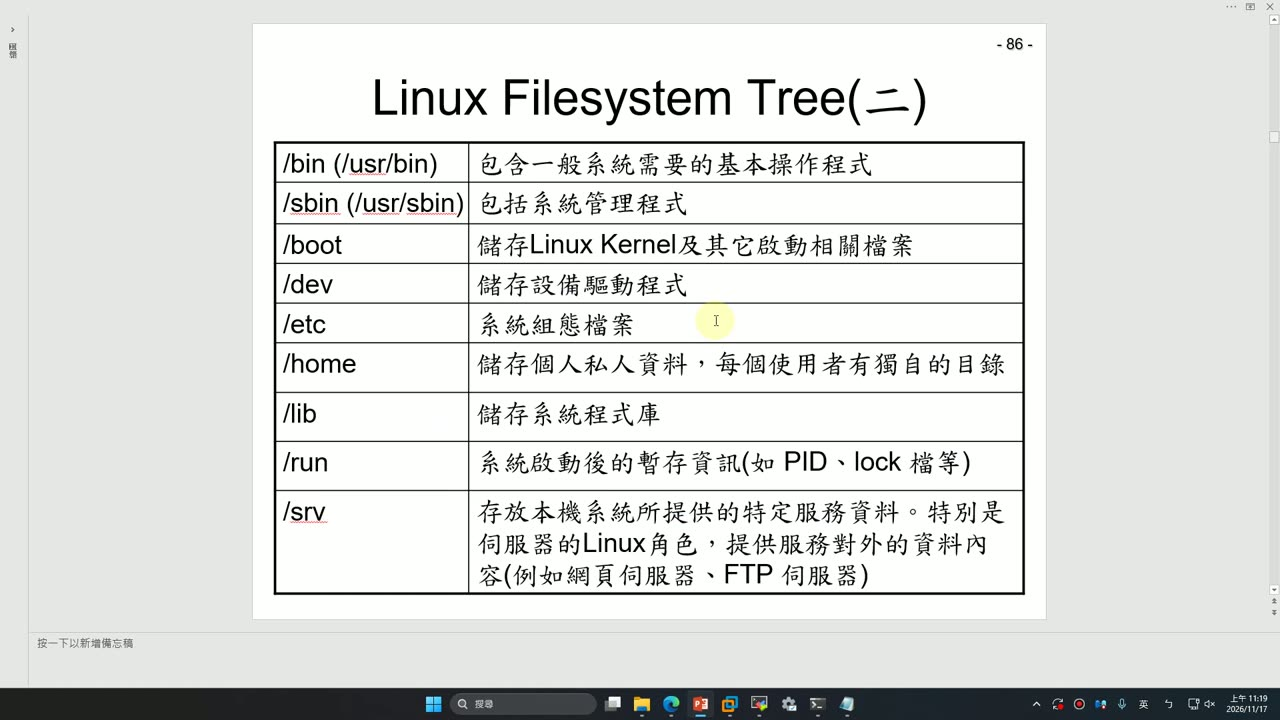 - 86 -
Linux Filesystem Tree(二)
/bin (/usr/bin) 包含一般系統需要的基本操作程式
/sbin (/usr/sbin) 包括系統管理程式
/boot 儲存Linux Kernel及其它啟動相關檔案
/dev 儲存設備驅動程式
/etc 系統組態檔案
/home 儲存個人私人資料，每個使用者有獨自的目錄
/lib 儲存系統程式庫
/run 系統啟動後的暫存資訊(如 PID、lock 檔等)
/srv 存放本機系統所提供的特定服務資料。特別是
伺服器的Linux角色，提供服務對外的資料內
容(例如網頁伺服器、FTP 伺服器)
按一下以新增備忘稿
搜尋
英
ㄅ
上午 11:19
2026/11/17